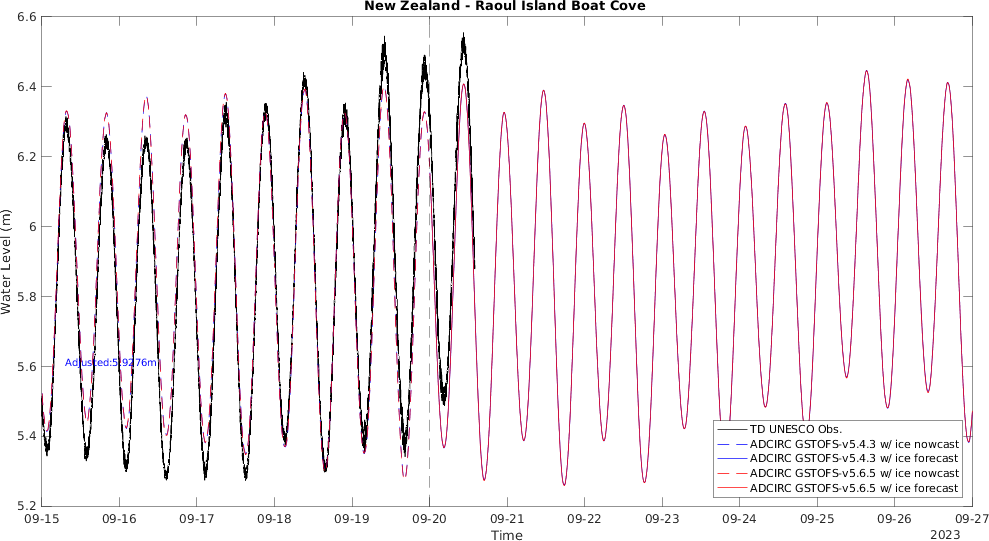 New Zealand - Raoul Island Boat Cove
6.6
6.4
6.2
6
5.8
5.6
5.4
5.2
Water Level (m)
Adjusted:5.9276m
TD UNESCO Obs.
ADCIRC GSTOFS-v5.4.3 w/ ice nowcast
ADCIRC GSTOFS-v5.4.3 w/ ice forecast
ADCIRC GSTOFS-v5.6.5 w/ ice nowcast
ADCIRC GSTOFS-v5.6.5 w/ ice forecast
09-15 09-16 09-17 09-18 09-19 09-20 09-21 09-22 09-23 09-24 09-25 09-26 09-27
Time
2023